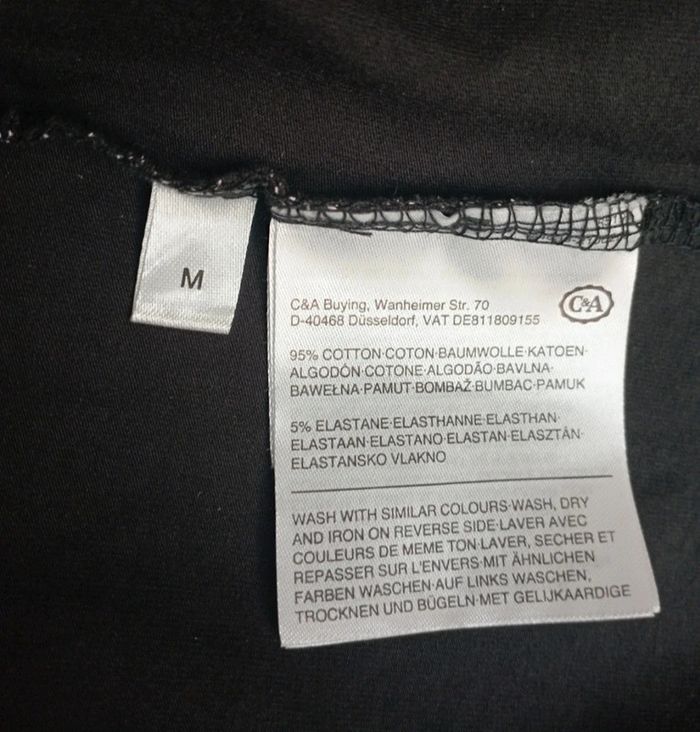 M
C&A Buying, Wanheimer Str. 70
D-40468 Düsseldorf, VAT DE811809155
C&A
95% COTTON·COTON·BAUMWOLLE·KATOEN·
ALGODÓN·COTONE·ALGODÃO·BAVLNA·
BAWEŁNA·PAMUT·BOMBAŽ·BUMBAC·PAMUK
5% ELASTANE·ELASTHANNE·ELASTHAN·
ELASTAAN·ELASTANO·ELASTAN·ELASZTÁN·
ELASTANSKO VLAKNO
WASH WITH SIMILAR COLOURS·WASH, DRY
AND IRON ON REVERSE SIDE·LAVER AVEC
COULEURS DE MEME TON·LAVER, SECHER ET
REPASSER SUR L'ENVERS·MIT ÄHNLICHEN
FARBEN WASCHEN·AUF LINKS WASCHEN,
TROCKNEN UND BÜGELN·MET GELIJKAARDIGE